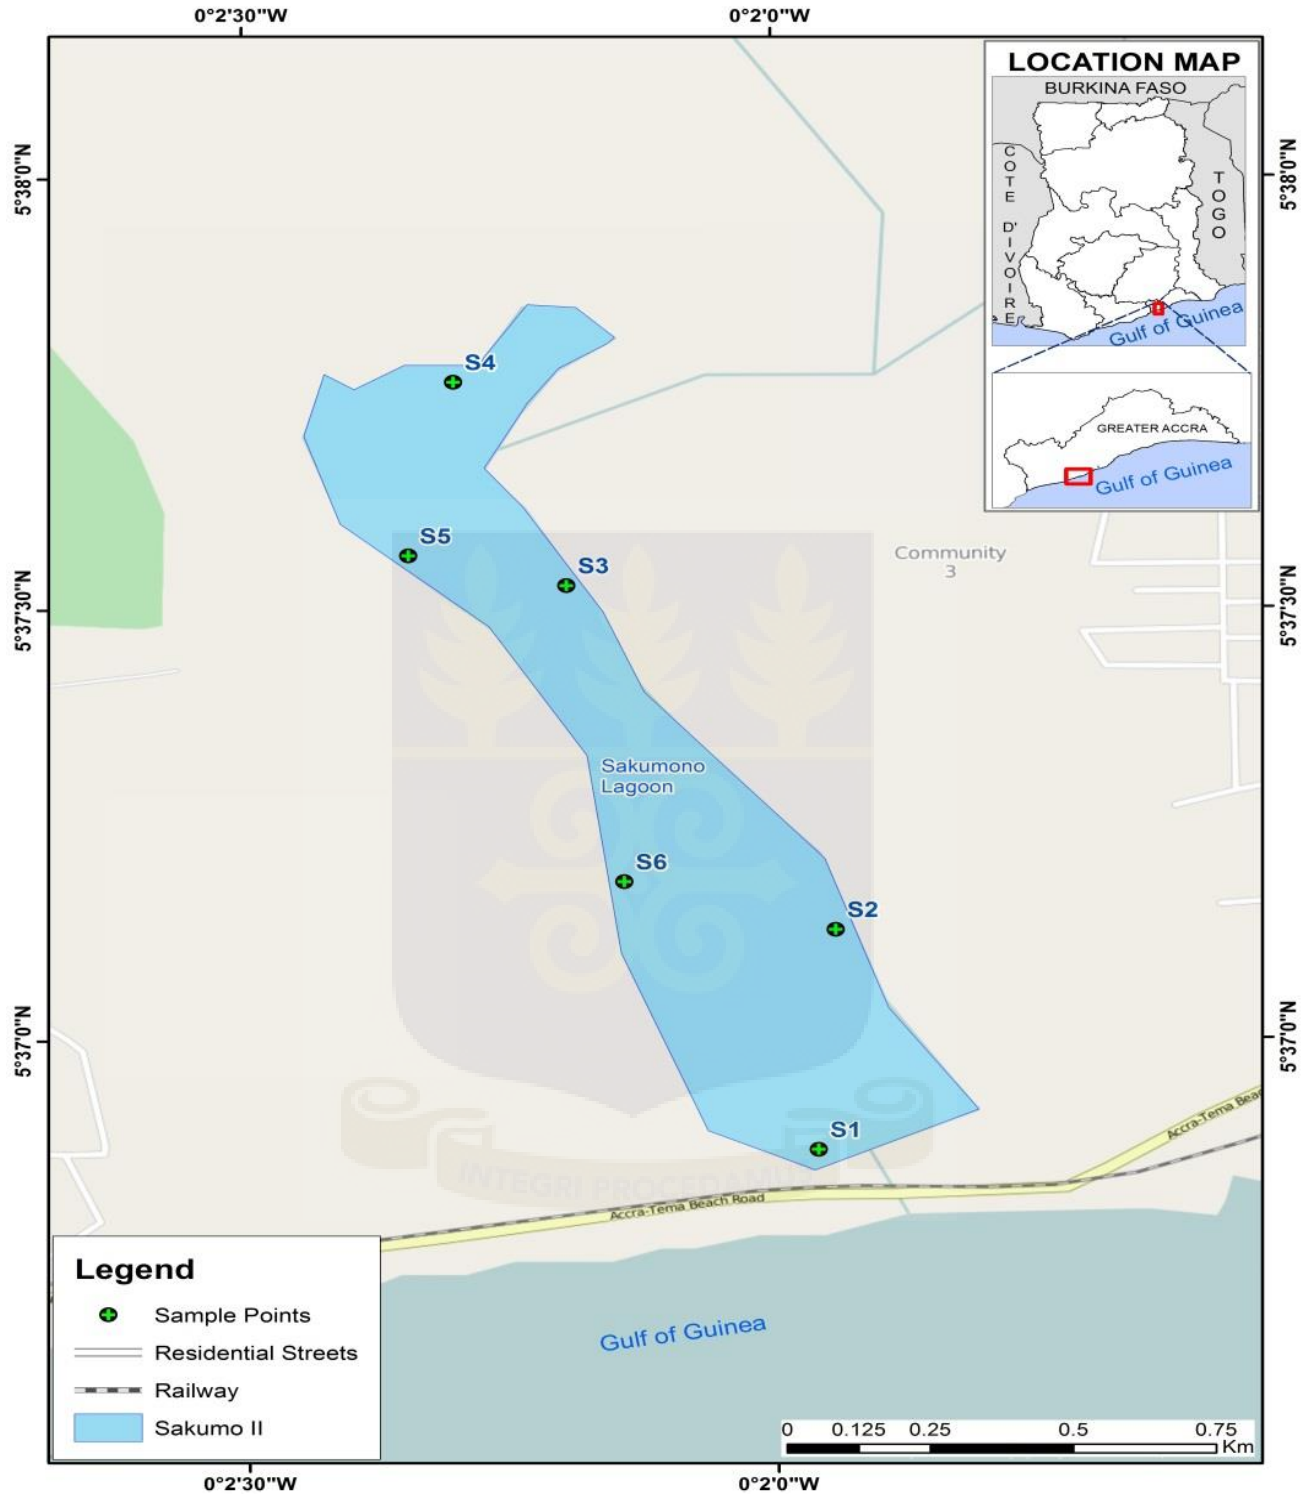 0°2'30"W
0°2'0"W
LOCATION MAP
BURKINA FASO
COTE D'IVOIRE
TOGO
Gulf of Guinea
GREATER ACCRA
Gulf of Guinea
5°38'0"N
5°38'0"N
S4
S5
S3
Community
3
5°37'30"N
5°37'30"N
Sakumono
Lagoon
S6
S2
5°37'0"N
5°37'0"N
S1
Accra-Tema Beac
INTEGRI PROCEDAMUS
Accra-Tema Beach Road
Gulf of Guinea
Legend
Sample Points
Residential Streets
Railway
Sakumo II
0 0.125 0.25 0.5 0.75
Km
0°2'30"W
0°2'0"W